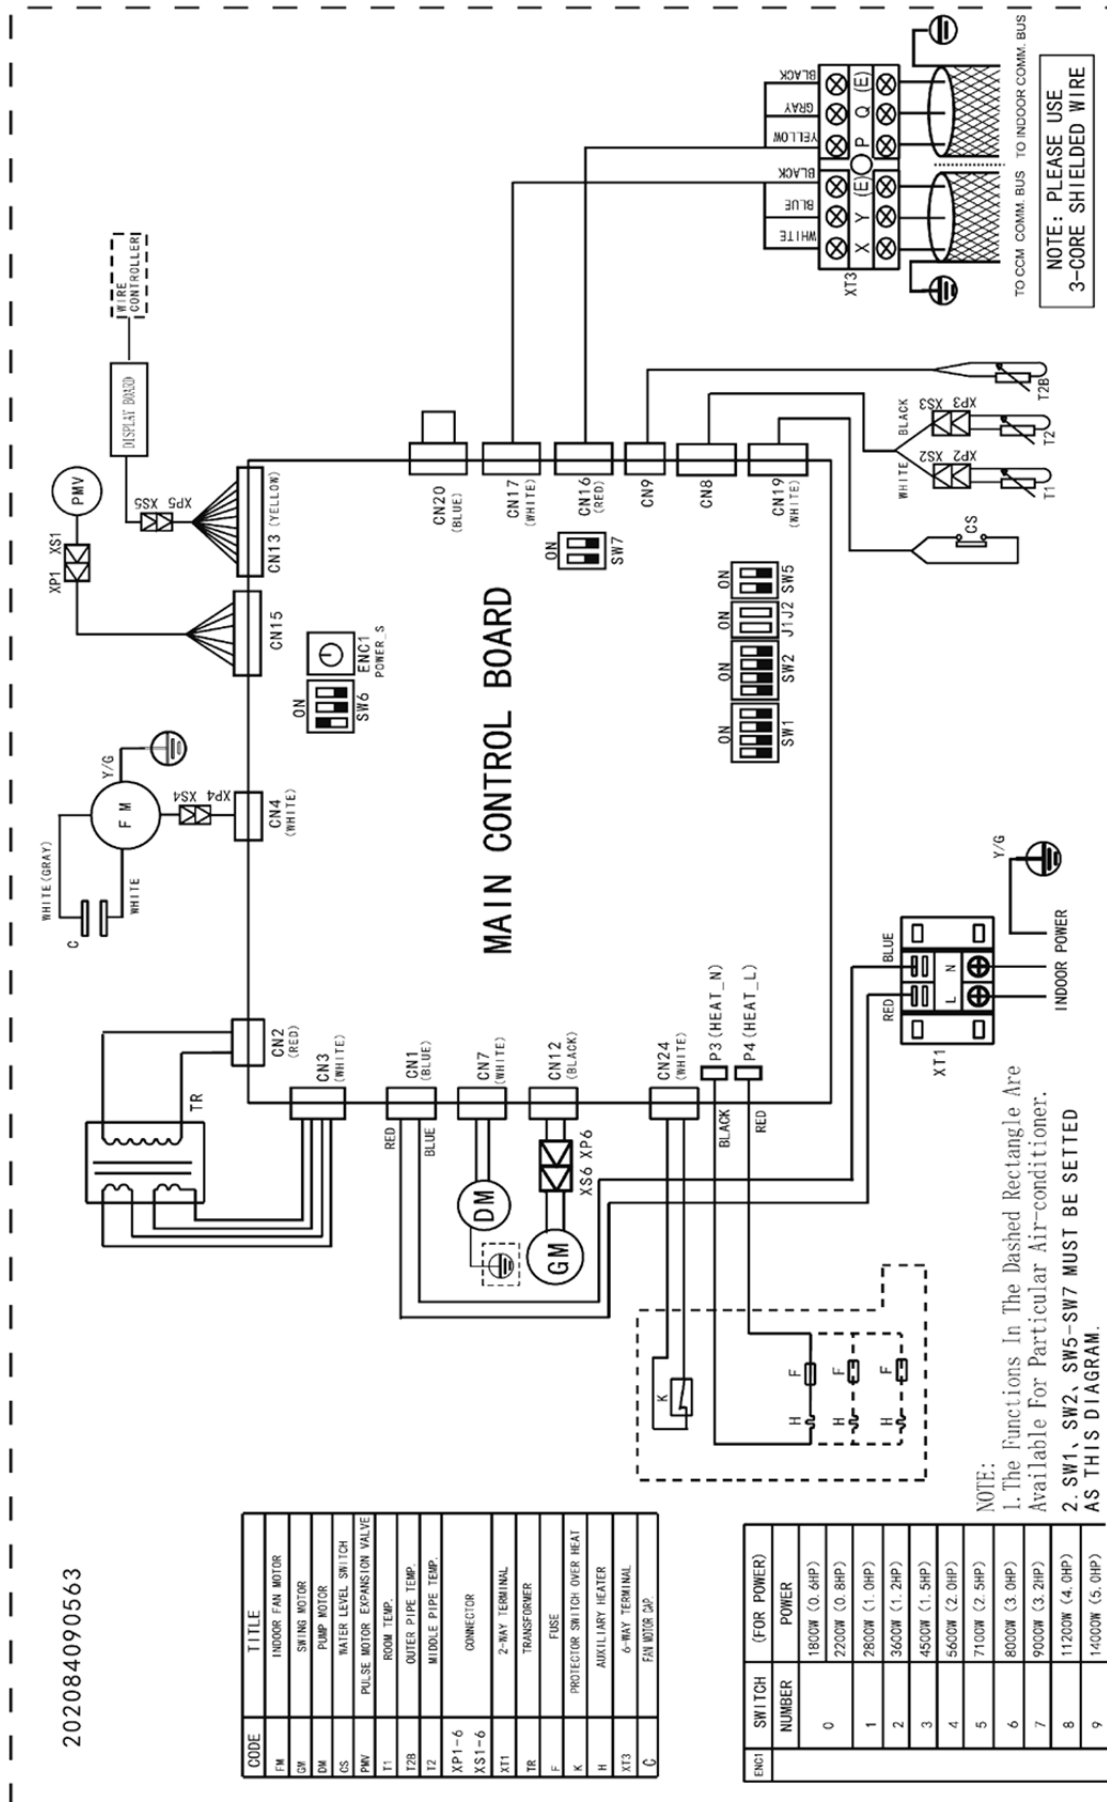 202084090563
CODE TITLE
FM INDOOR FAN MOTOR
GM SWING MOTOR
DM PUMP MOTOR
CS WATER LEVEL SWITCH
PMV PULSE MOTOR EXPANSION VALVE
T1 ROOM TEMP.
T2B OUTER PIPE TEMP.
T2 MIDDLE PIPE TEMP.
XP1-6
XS1-6
CONNECTOR
XT1 2-WAY TERMINAL
TR TRANSFORMER
F FUSE
K PROTECTOR SWITCH OVER HEAT
H AUXILIARY HEATER
XT3 6-WAY TERMINAL
C FAN MOTOR CAP.
ENC1 SWITCH (FOR POWER)
NUMBER POWER
0 1800W (0.6HP)
2200W (0.8HP)
1 2800W (1.0HP)
2 3600W (1.2HP)
3 4500W (1.5HP)
4 5600W (2.0HP)
5 7100W (2.5HP)
6 8000W (3.0HP)
7 9000W (3.2HP)
8 11200W (4.0HP)
9 14000W (5.0HP)
NOTE:
1. The Functions In The Dashed Rectangle Are
Available For Particular Air-conditioner.
2. SW1、SW2、SW5-SW7 MUST BE SETTED
AS THIS DIAGRAM.
TR
CN2
(RED)
CN3
(WHITE)
CN1
(BLUE)
RED
BLUE
CN7
(WHITE)
DM
CN12
(BLACK)
XS6 XP6
GM
CN24
(WHITE)
P3 (HEAT_N)
BLACK
P4 (HEAT_L)
RED
K
H F
H F
H F
C
WHITE(GRAY)
WHITE
F M
Y/G
XS4 XP4
CN4
(WHITE)
MAIN CONTROL BOARD
ON
SW6
ENC1
POWER_S
ON
SW1
ON
SW2
ON
J1J2
ON
SW5
ON
SW7
XT1
RED
BLUE
L N
Y/G
INDOOR POWER
XP1 XS1
PMV
CN15
DISPLAY BOARD
WIRE
CONTROLLER
XS5 XP5
CN13 (YELLOW)
CN20
(BLUE)
CN17
(WHITE)
CN16
(RED)
CN9
CN8
CN19
(WHITE)
CS
WHITE
BLACK
XS2 XP2
XS3 XP3
T1
T2
T2B
XT3
WHITE
BLUE
BLACK
YELLOW
GRAY
BLACK
X Y (E) P Q (E)
TO CCM COMM. BUS
TO INDOOR COMM. BUS
NOTE: PLEASE USE
3-CORE SHIELDED WIRE